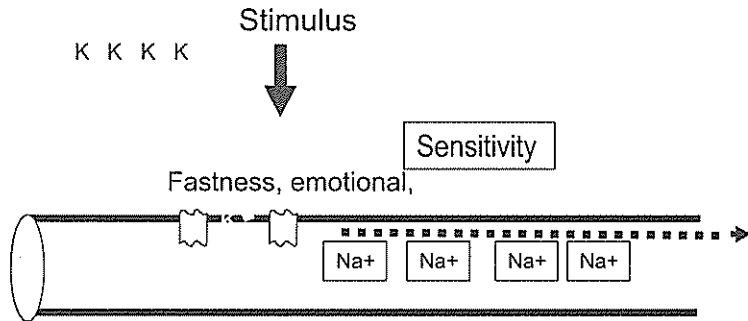 Stimulus
K K K K
Sensitivity
Fastness, emotional,
Na+ Na+ Na+ Na+